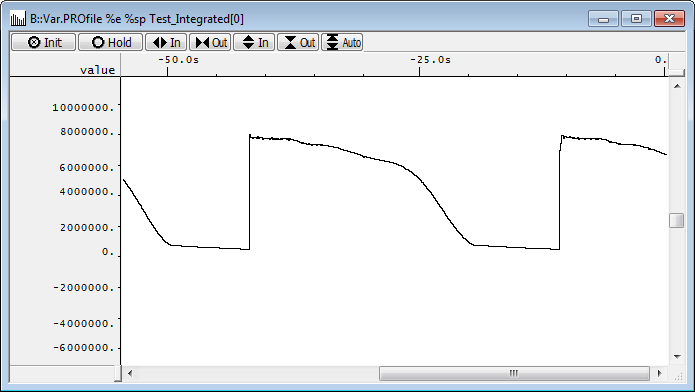 B::Var.PROfile %e %sp Test_Integrated[0]
Init Hold In Out In Out Auto
-50.0s -25.0s 0.
value
10000000.
8000000.
6000000.
4000000.
2000000.
0.
-2000000.
-4000000.
-6000000.